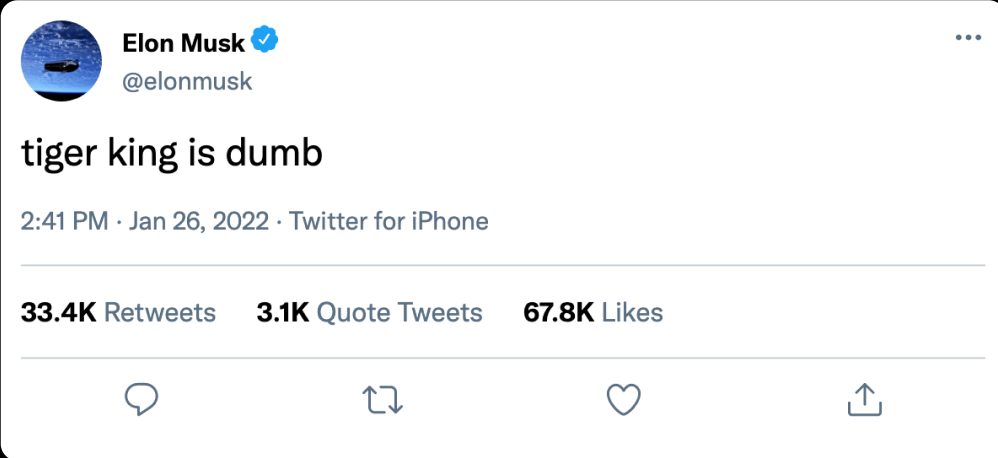 Elon Musk
@elonmusk
tiger king is dumb
2:41 PM · Jan 26, 2022 · Twitter for iPhone
33.4K Retweets 3.1K Quote Tweets 67.8K Likes